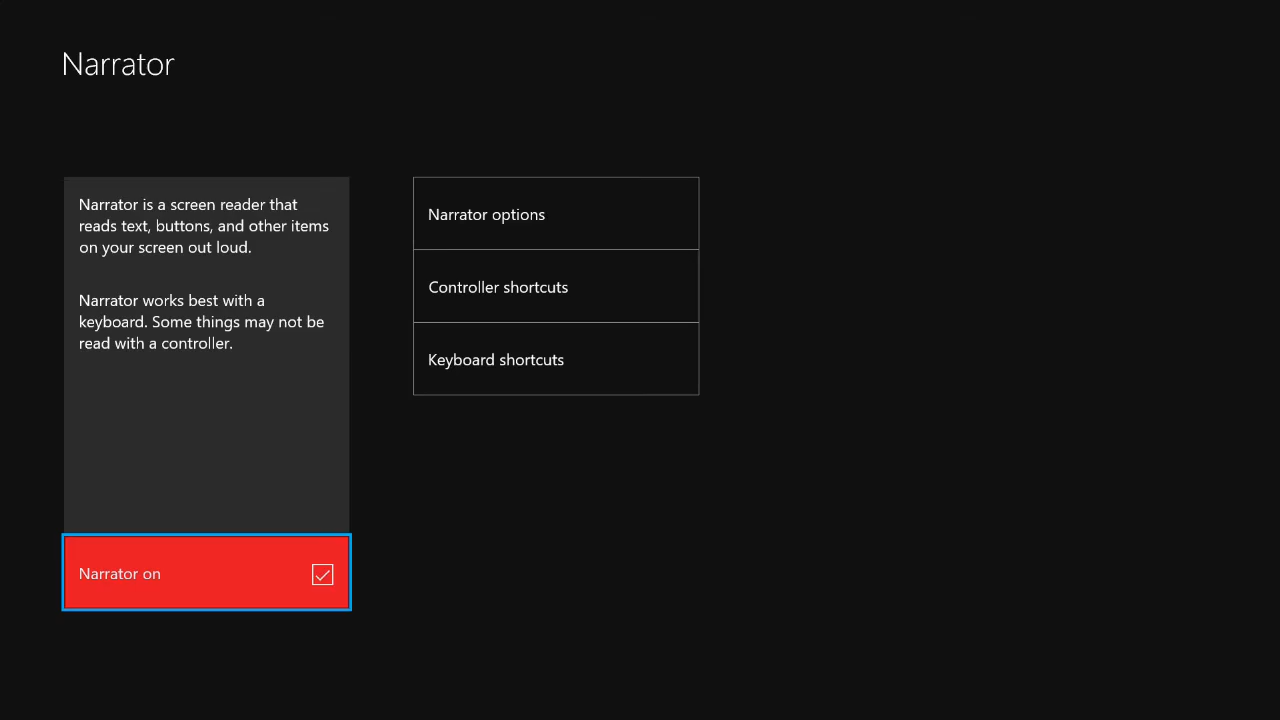 Narrator
Narrator is a screen reader that
reads text, buttons, and other items
on your screen out loud.
Narrator works best with a
keyboard. Some things may not be
read with a controller.
Narrator on
Narrator options
Controller shortcuts
Keyboard shortcuts